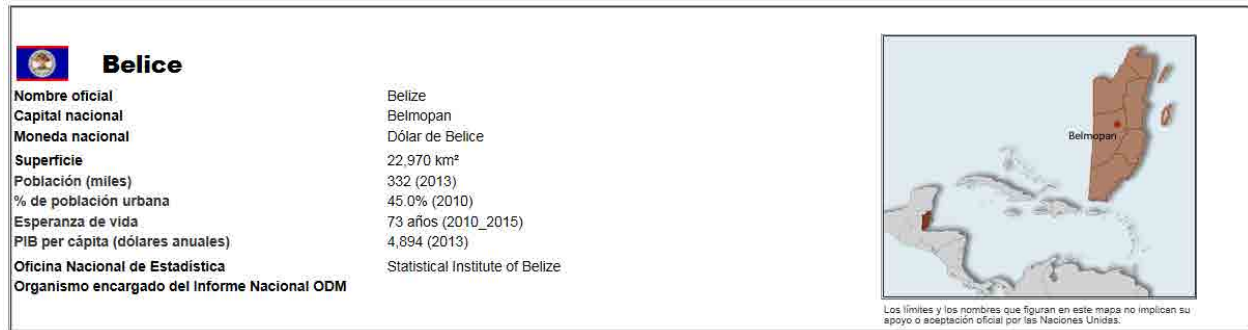 Belice
Nombre oficial Belize
Capital nacional Belmopan
Moneda nacional Dólar de Belice
Superficie 22,970 km²
Población (miles) 332 (2013)
% de población urbana 45.0% (2010)
Esperanza de vida 73 años (2010_2015)
PIB per cápita (dólares anuales) 4,894 (2013)
Oficina Nacional de Estadística Statistical Institute of Belize
Organismo encargado del Informe Nacional ODM
Belmopan
Los límites y los nombres que figuran en este mapa no implican su
apoyo o aceptación oficial por las Naciones Unidas.